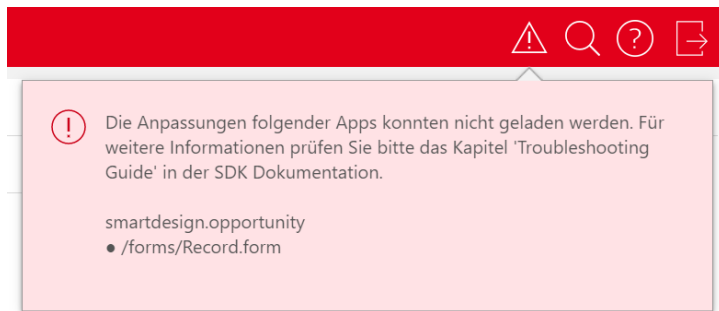 Die Anpassungen folgender Apps konnten nicht geladen werden. Für
weitere Informationen prüfen Sie bitte das Kapitel 'Troubleshooting
Guide' in der SDK Dokumentation.
smartdesign.opportunity
● /forms/Record.form